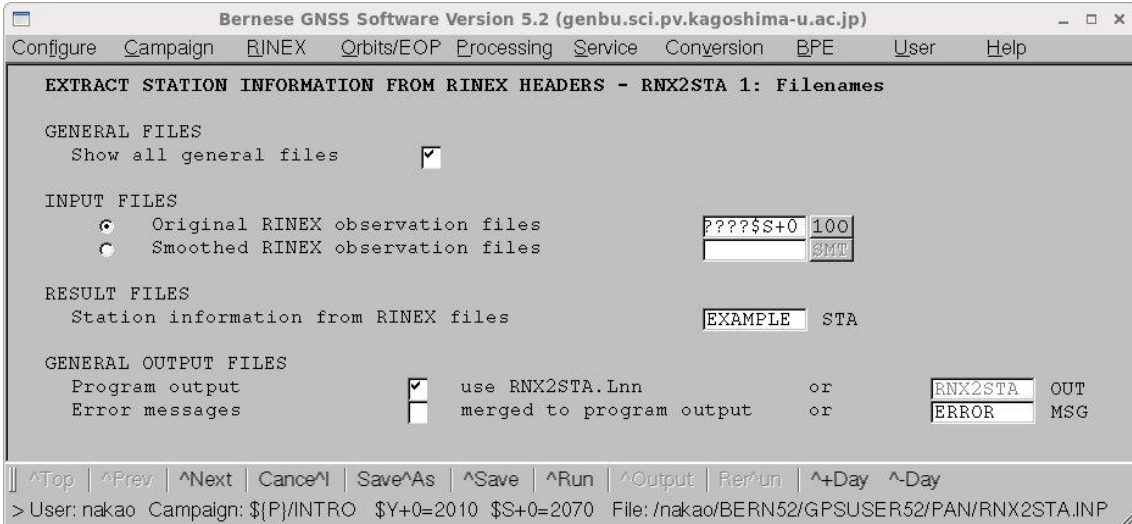 Bernese GNSS Software Version 5.2 (genbu.sci.pv.kagoshima-u.ac.jp)
Configure Campaign RINEX Orbits/EOP Processing Service Conversion BPE User Help
EXTRACT STATION INFORMATION FROM RINEX HEADERS - RNX2STA 1: Filenames
GENERAL FILES
Show all general files
INPUT FILES
Original RINEX observation files ????$S+0 10O
Smoothed RINEX observation files SMT
RESULT FILES
Station information from RINEX files EXAMPLE STA
GENERAL OUTPUT FILES
Program output use RNX2STA.Lnn or RNX2STA OUT
Error messages merged to program output or ERROR MSG
^Top ^Prev ^Next Cance^l Save^As ^Save ^Run ^Output Rer^un ^+Day ^-Day
> User: nakao Campaign: ${P}/INTRO $Y+0=2010 $S+0=2070 File: /nakao/BERN52/GPSUSER52/PAN/RNX2STA.INP